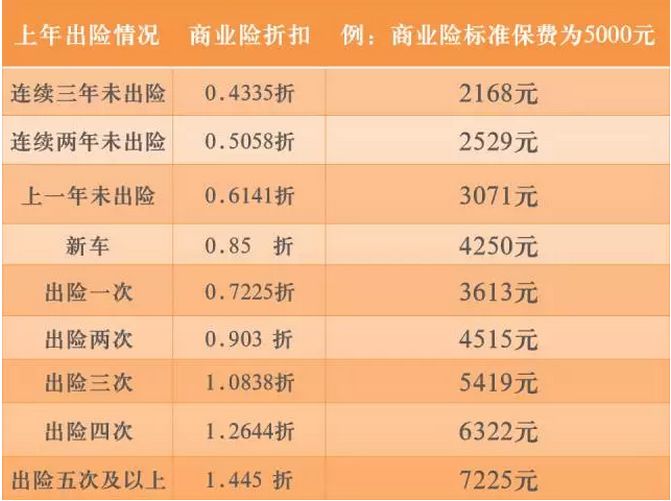 上年出险情况 商业险折扣 例：商业险标准保费为5000元
连续三年未出险 0.4335折 2168元
连续两年未出险 0.5058折 2529元
上一年未出险 0.6141折 3071元
新车 0.85 折 4250元
出险一次 0.7225折 3613元
出险两次 0.903 折 4515元
出险三次 1.0838折 5419元
出险四次 1.2644折 6322元
出险五次及以上 1.445 折 7225元